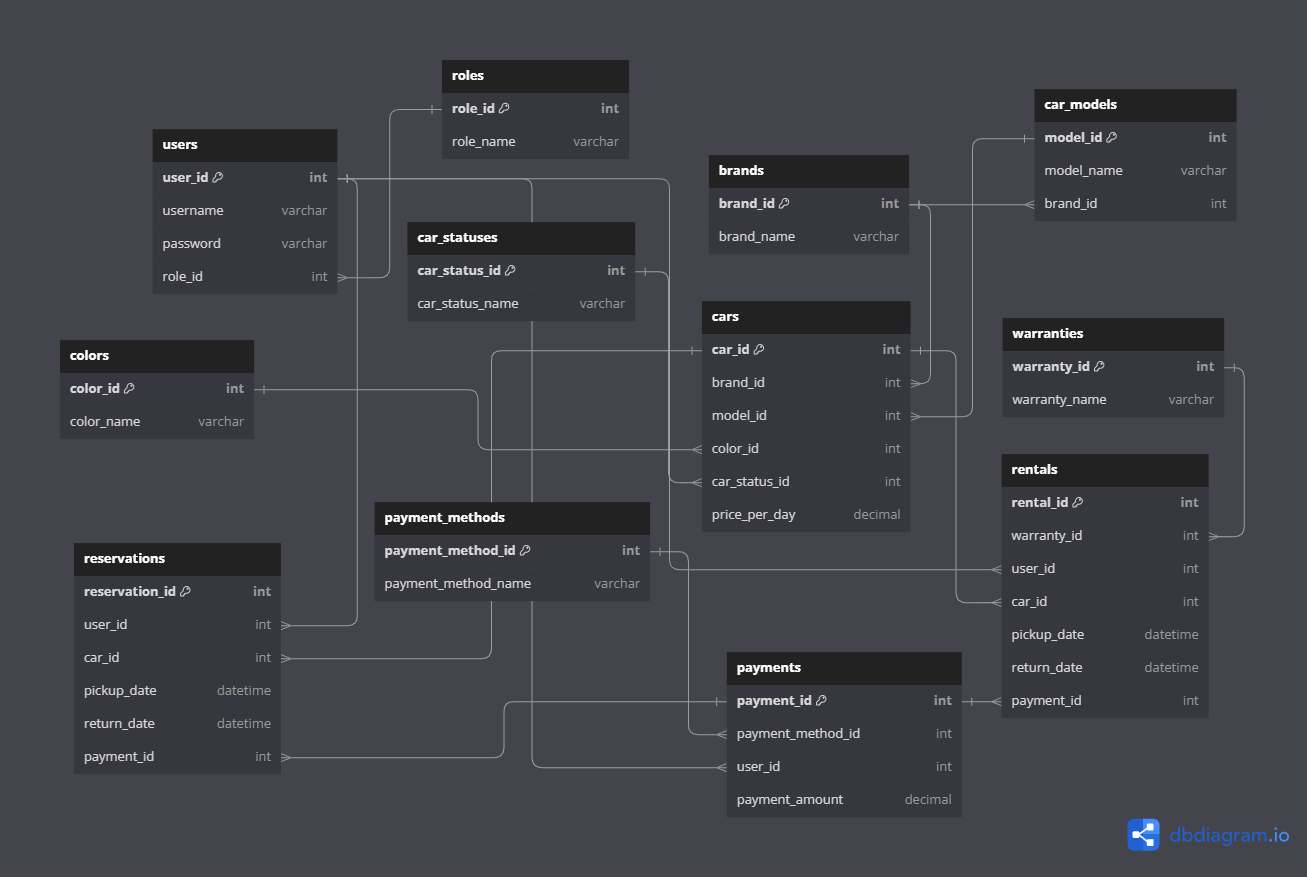 roles
role_id int
role_name varchar
car_models
model_id int
model_name varchar
brand_id int
users
user_id int
username varchar
password varchar
role_id int
brands
brand_id int
brand_name varchar
car_statuses
car_status_id int
car_status_name varchar
cars
car_id int
brand_id int
model_id int
color_id int
car_status_id int
price_per_day decimal
warranties
warranty_id int
warranty_name varchar
colors
color_id int
color_name varchar
rentals
rental_id int
warranty_id int
user_id int
car_id int
pickup_date datetime
return_date datetime
payment_id int
payment_methods
payment_method_id int
payment_method_name varchar
reservations
reservation_id int
user_id int
car_id int
pickup_date datetime
return_date datetime
payment_id int
payments
payment_id int
payment_method_id int
user_id int
payment_amount decimal
dbdiagram.io